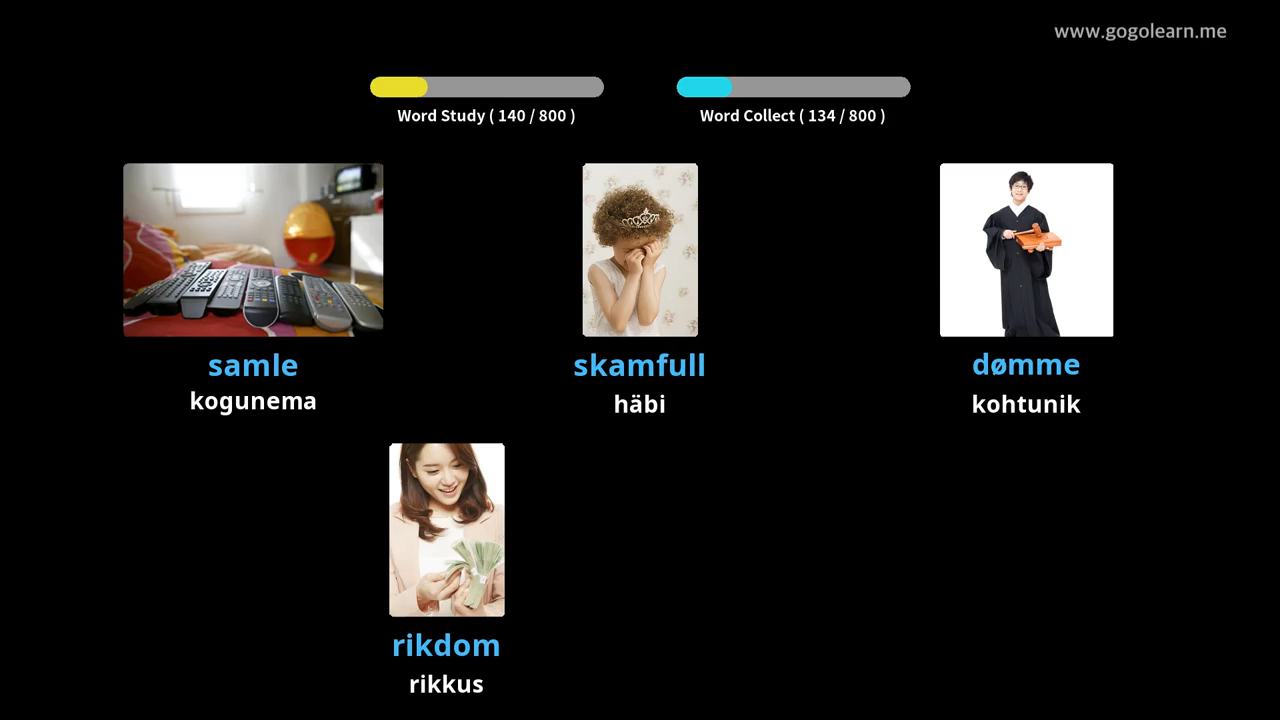 www.gogolearn.me
Word Study ( 140 / 800 )
Word Collect ( 134 / 800 )
samle
kogunema
skamfull
häbi
dømme
kohtunik
rikdom
rikkus